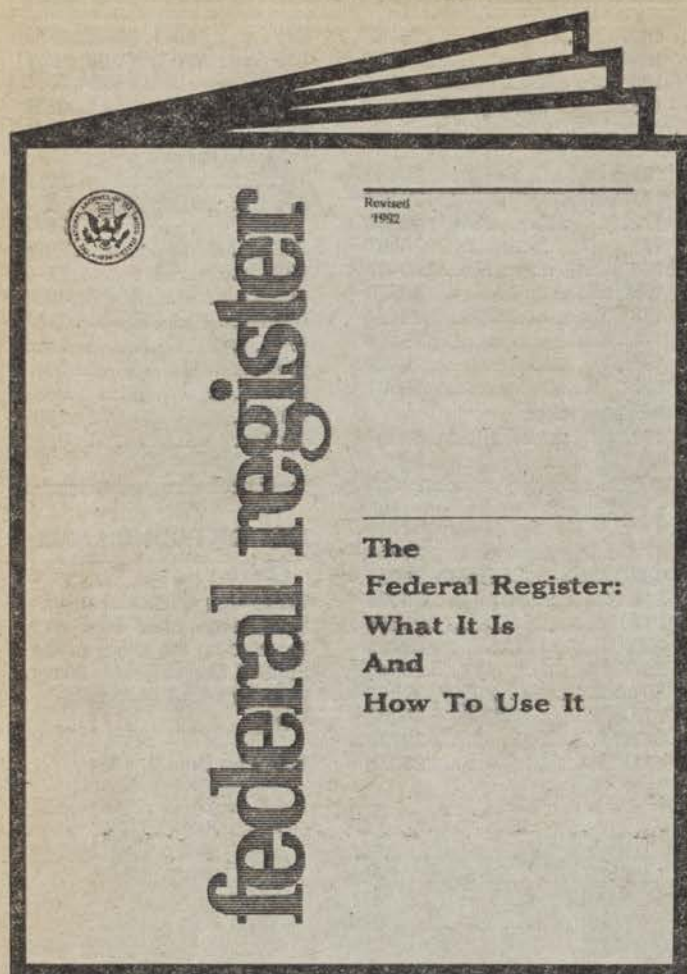 federal register
Revised
1992
The
Federal Register:
What It Is
And
How To Use It